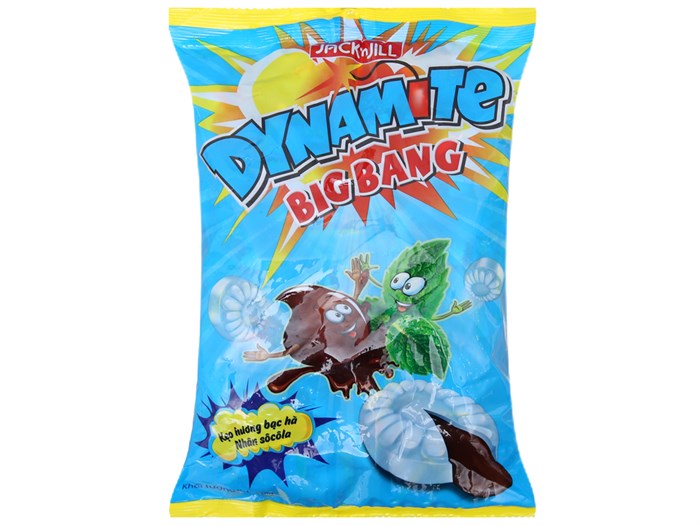 JACK 'n JILL
DYNAMiTe
BIG BANG
Kẹo hương bạc hà
Nhân sôcôla